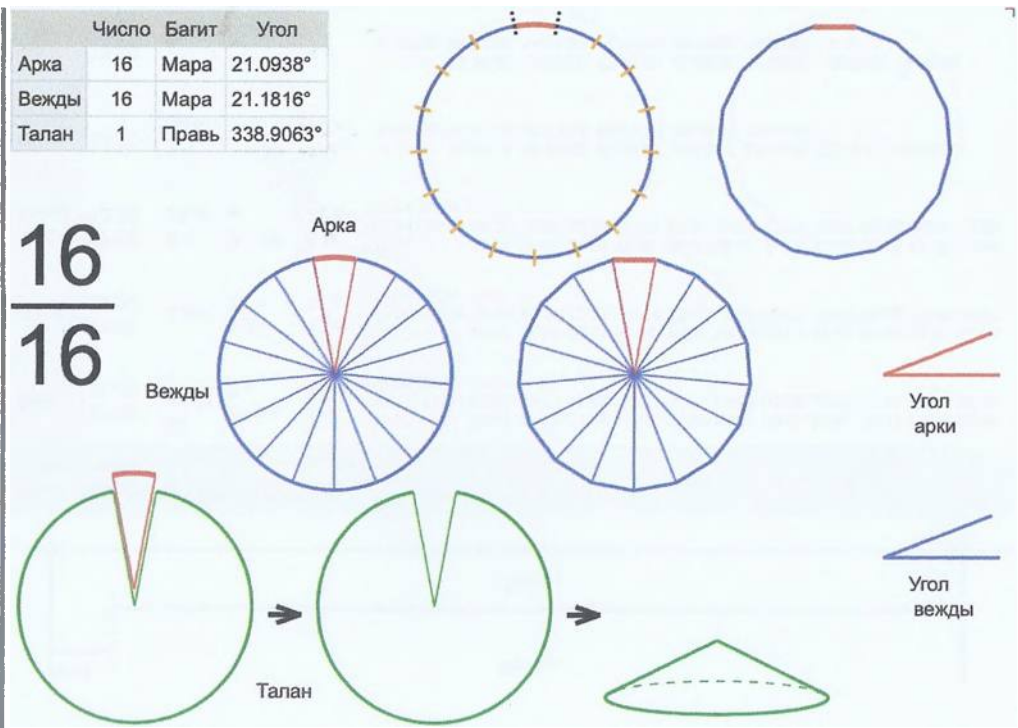 Число Багит Угол
Арка 16 Мара 21.0938°
Вежды 16 Мара 21.1816°
Талан 1 Правь 338.9063°
16
16
Арка
Вежды
Угол
арки
Угол
вежды
Талан